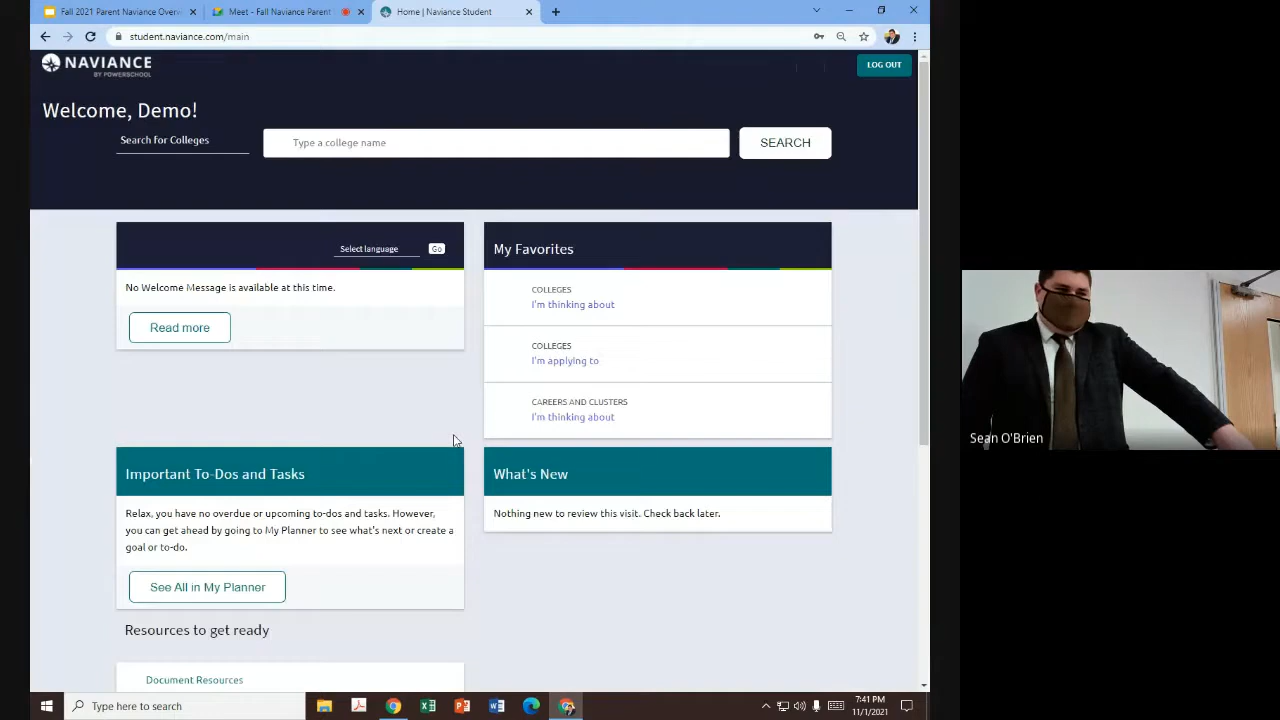 Fall 2021 Parent Naviance Overv
Meet - Fall Naviance Parent
Home | Naviance Student
student.naviance.com/main
NAVIANCE
BY POWERSCHOOL
LOG OUT
Welcome, Demo!
Search for Colleges
Type a college name
SEARCH
Select language
Go
No Welcome Message is available at this time.
Read more
My Favorites
COLLEGES
I'm thinking about
COLLEGES
I'm applying to
CAREERS AND CLUSTERS
I'm thinking about
Important To-Dos and Tasks
Relax, you have no overdue or upcoming to-dos and tasks. However,
you can get ahead by going to My Planner to see what's next or create a
goal or to-do.
See All in My Planner
What's New
Nothing new to review this visit. Check back later.
Resources to get ready
Document Resources
Sean O'Brien
Type here to search
7:41 PM
11/1/2021